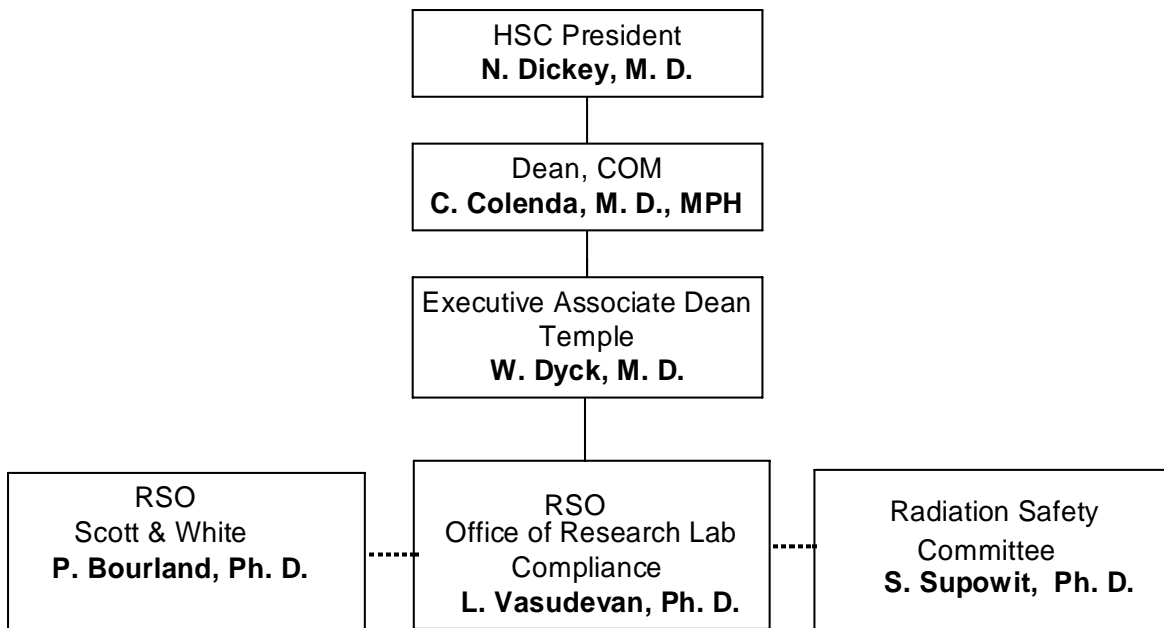 HSC President
N. Dickey, M. D.
Dean, COM
C. Colenda, M. D., MPH
Executive Associate Dean
Temple
W. Dyck, M. D.
RSO
Scott & White
P. Bourland, Ph. D.
RSO
Office of Research Lab
Compliance
L. Vasudevan, Ph. D.
Radiation Safety
Committee
S. Supowit, Ph. D.